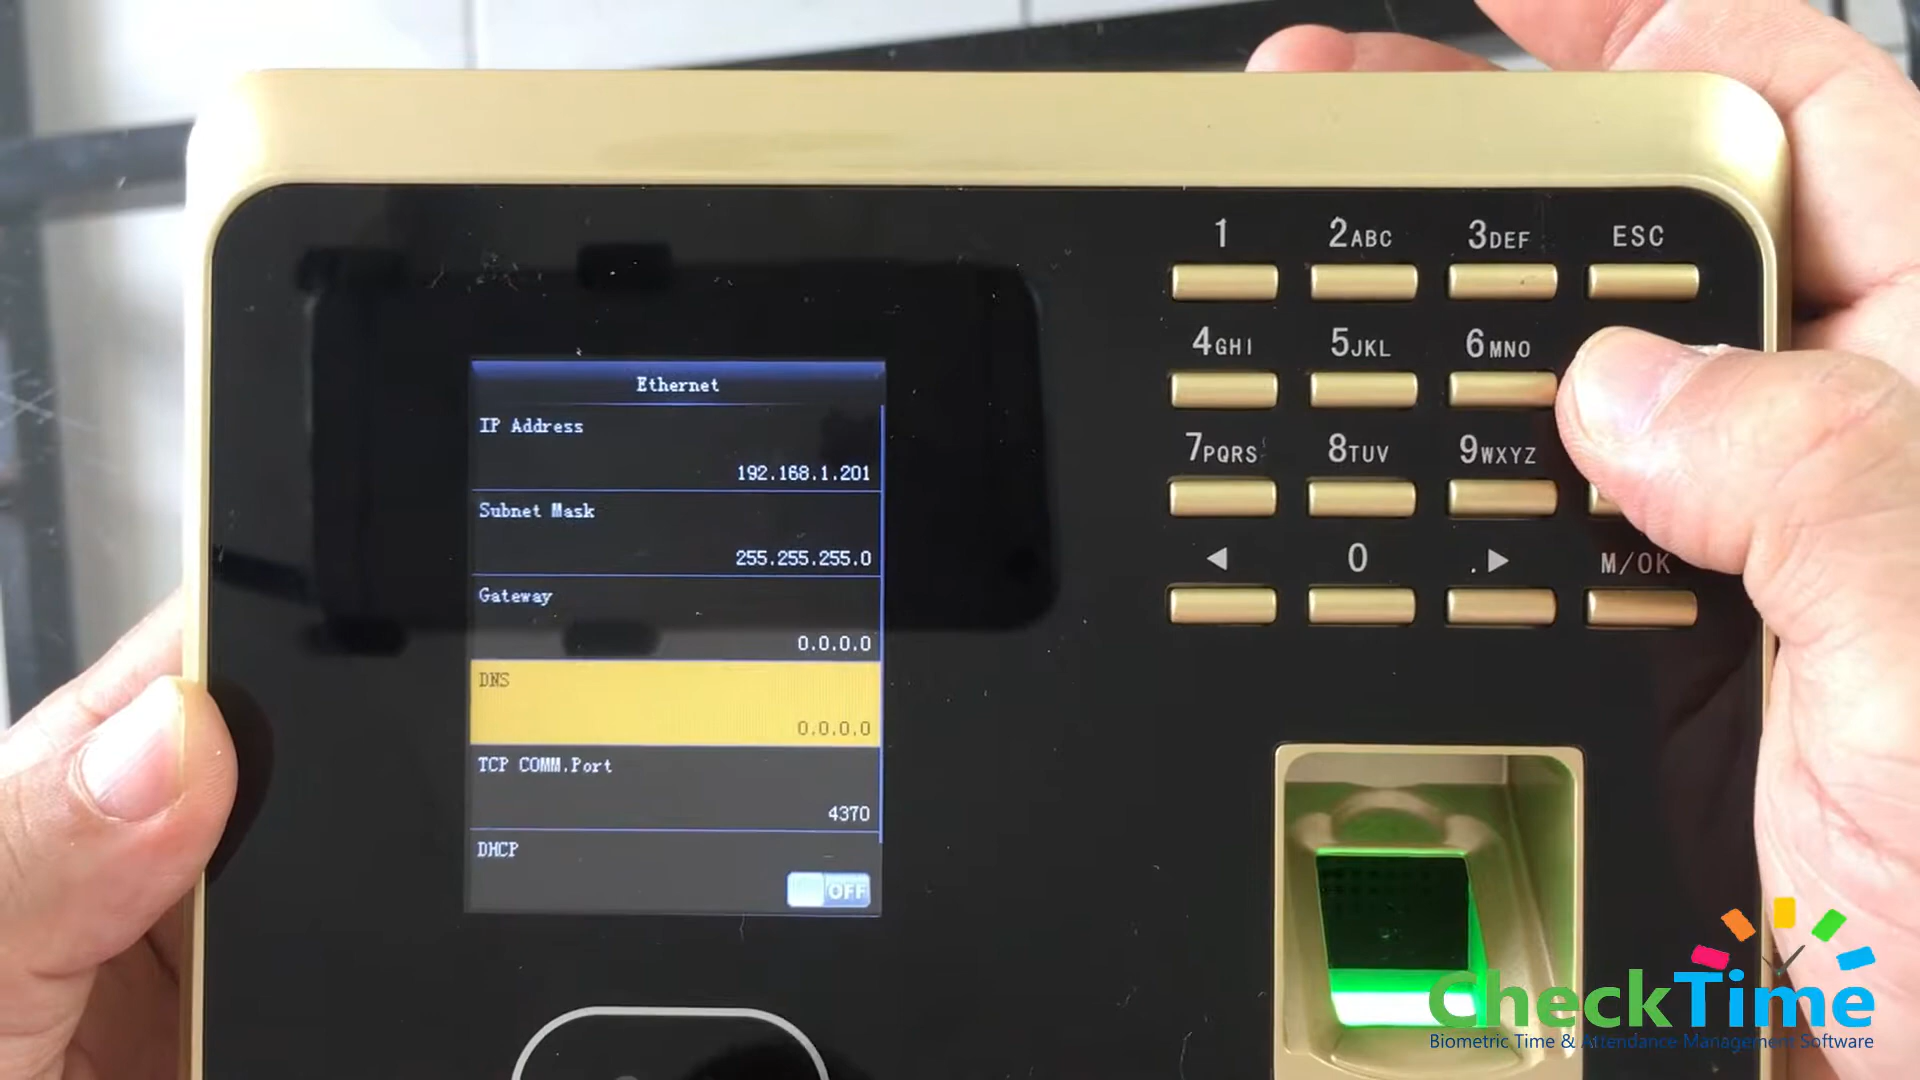 1 2ABC 3DEF ESC
4GHI 5JKL 6MNO
7PQRS 8TUV 9WXYZ
◀ 0 .▶ M/OK
Ethernet
IP Address
192.168.1.201
Subnet Mask
255.255.255.0
Gateway
0.0.0.0
DNS
0.0.0.0
TCP COMM.Port
4370
DHCP
OFF
CheckTime
Biometric Time & Attendance Management Software